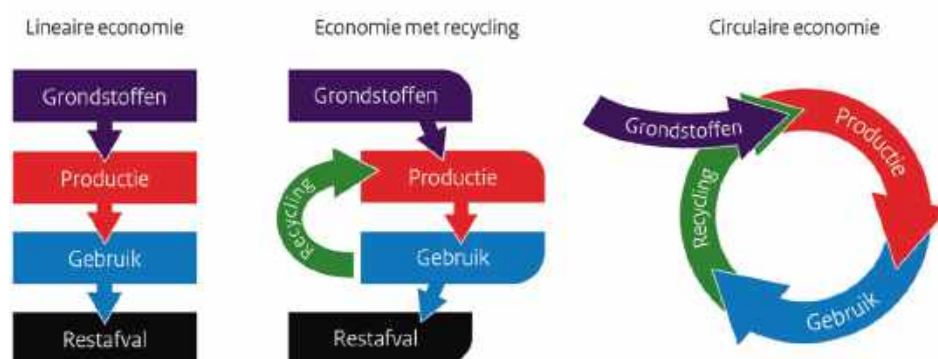 Lineaire economie
Grondstoffen
Productie
Gebruik
Restafval
Economie met recycling
Grondstoffen
Productie
Recycling
Gebruik
Restafval
Circulaire economie
Grondstoffen
Productie
Recycling
Gebruik